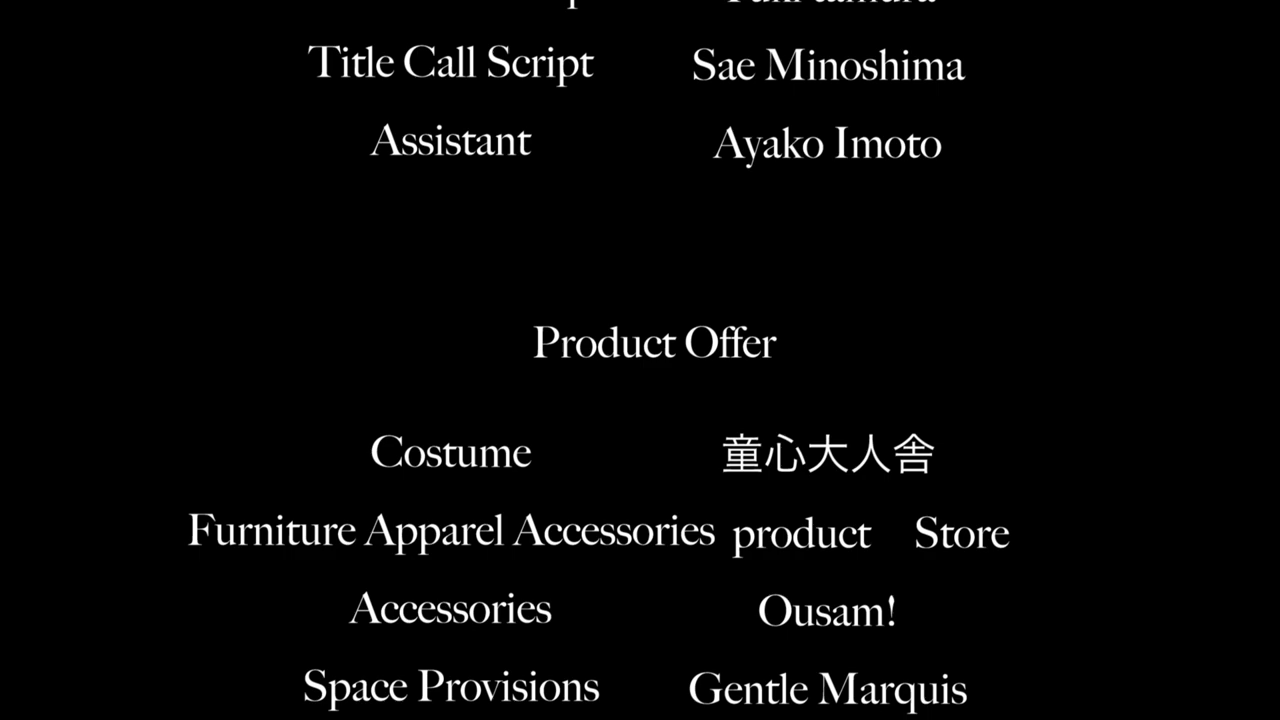 Title Call Script Sae Minoshima
Assistant Ayako Imoto
Product Offer
Costume 童心大人舎
Furniture Apparel Accessories product Store
Accessories Ousam!
Space Provisions Gentle Marquis